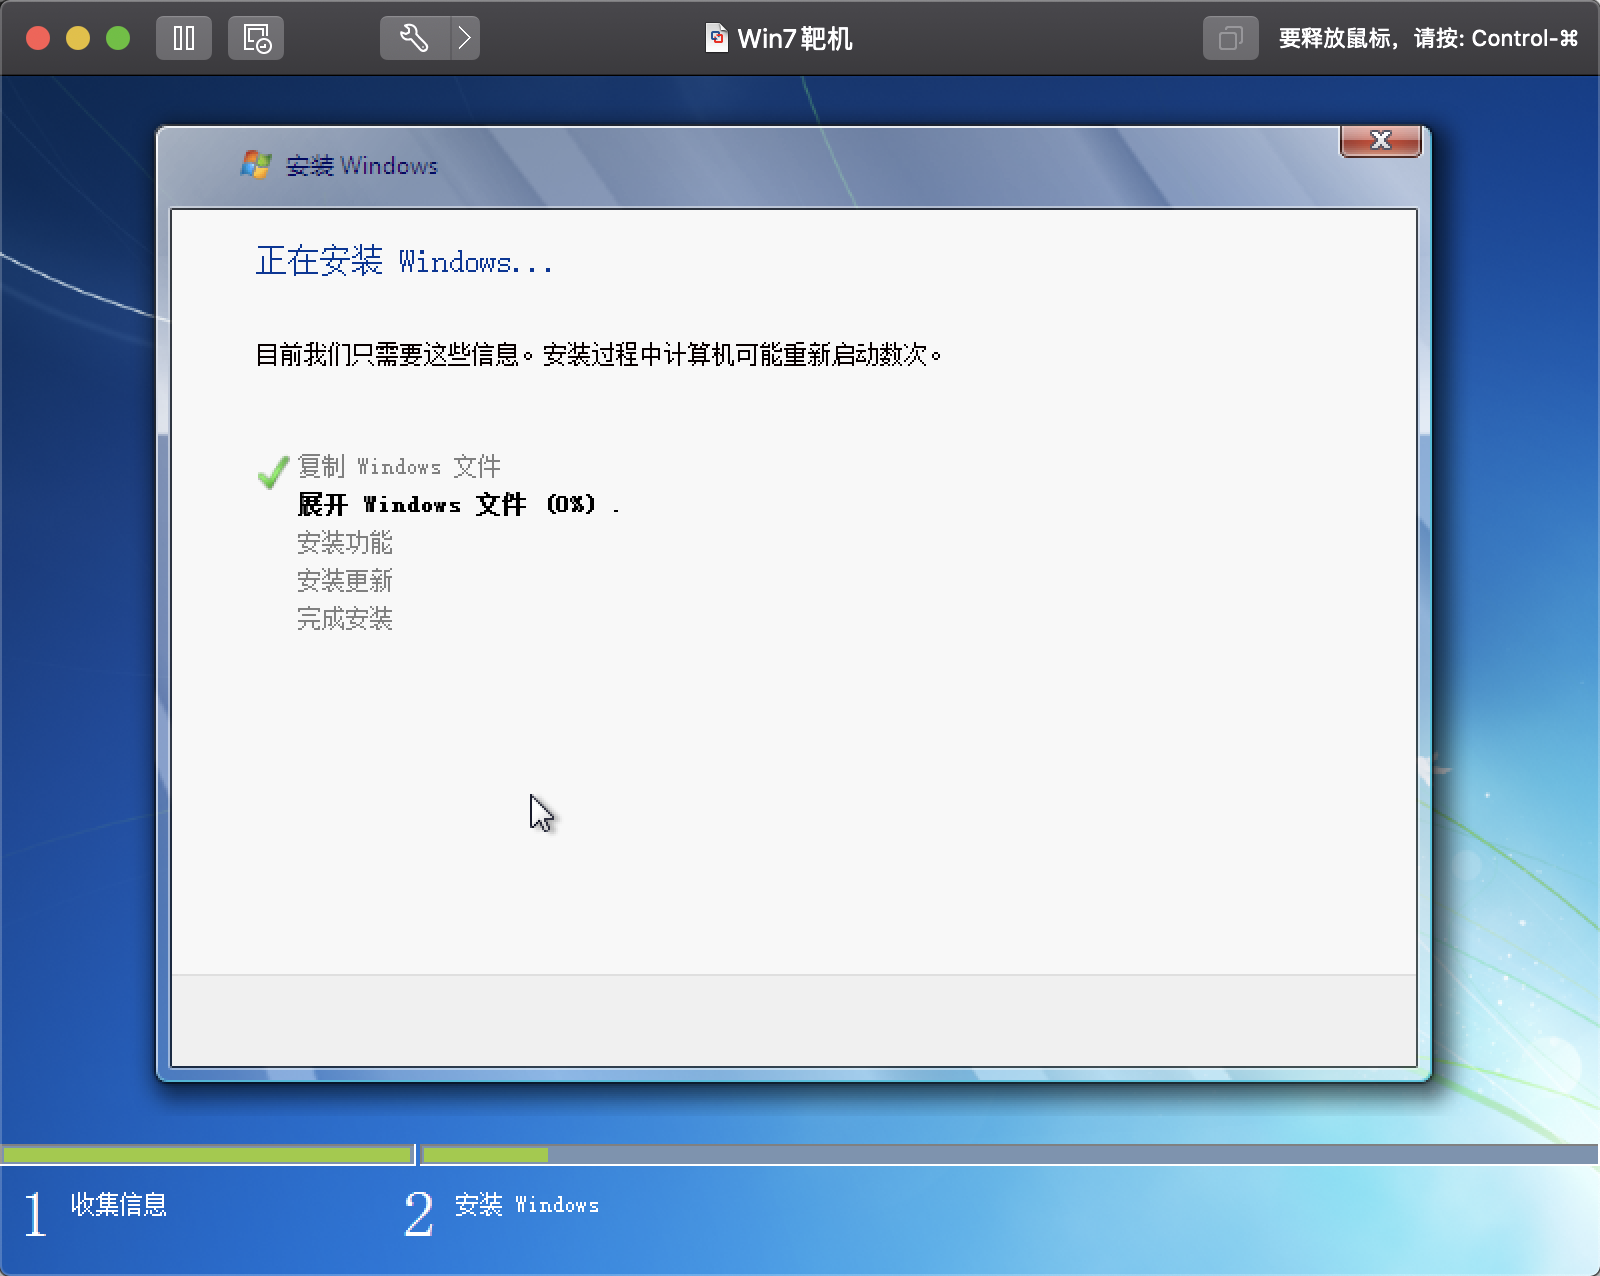 Win7 靶机
要释放鼠标，请按: Control-⌘
安装 Windows
正在安装 Windows...
目前我们只需要这些信息。安装过程中计算机可能重新启动数次。
复制 Windows 文件
展开 Windows 文件 (0%) .
安装功能
安装更新
完成安装
1 收集信息
2 安装 Windows